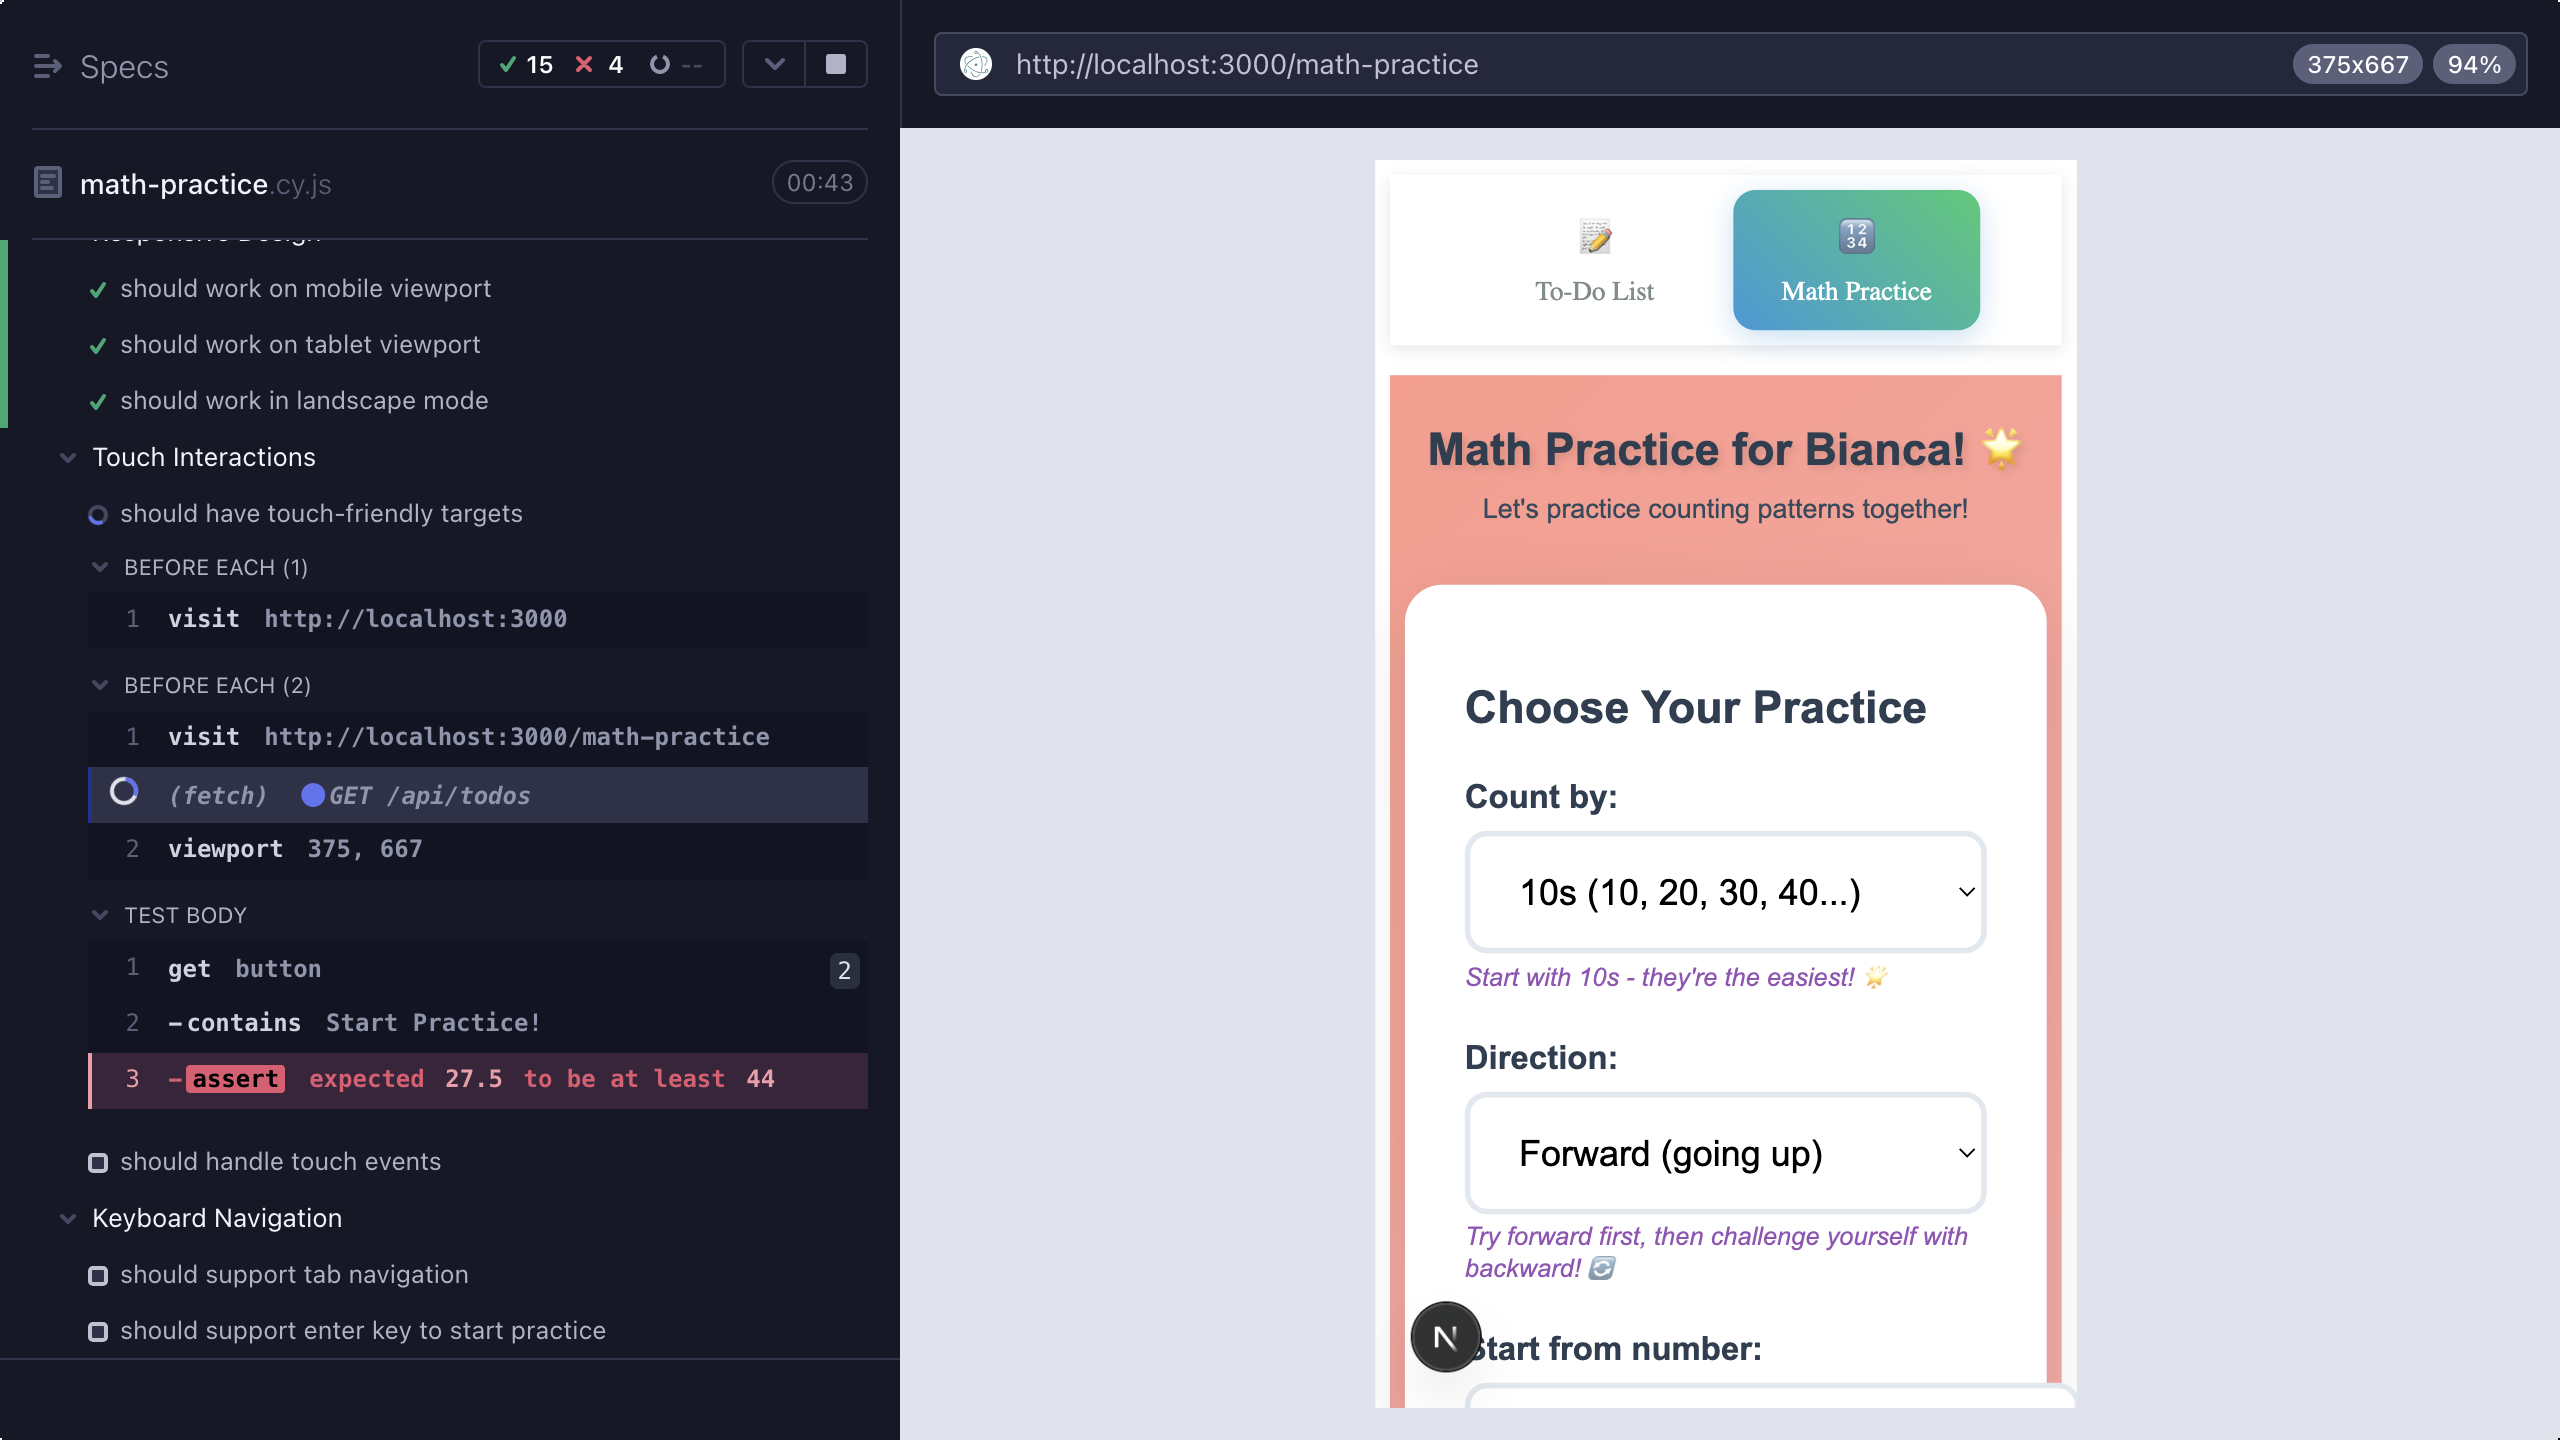 Specs
15 4 --
math-practice.cy.js
00:43
Responsive Design
should work on mobile viewport
should work on tablet viewport
should work in landscape mode
Touch Interactions
should have touch-friendly targets
BEFORE EACH (1)
1 visit http://localhost:3000
BEFORE EACH (2)
1 visit http://localhost:3000/math-practice
(fetch) GET /api/todos
2 viewport 375, 667
TEST BODY
1 get button 2
2 -contains Start Practice!
3 -assert expected 27.5 to be at least 44
should handle touch events
Keyboard Navigation
should support tab navigation
should support enter key to start practice
http://localhost:3000/math-practice
375x667
94%
To-Do List
1234
Math Practice
Math Practice for Bianca! 🌟
Let's practice counting patterns together!
Choose Your Practice
Count by:
10s (10, 20, 30, 40...)
Start with 10s - they're the easiest! 🌟
Direction:
Forward (going up)
Try forward first, then challenge yourself with
backward! 🔄
N
Start from number: